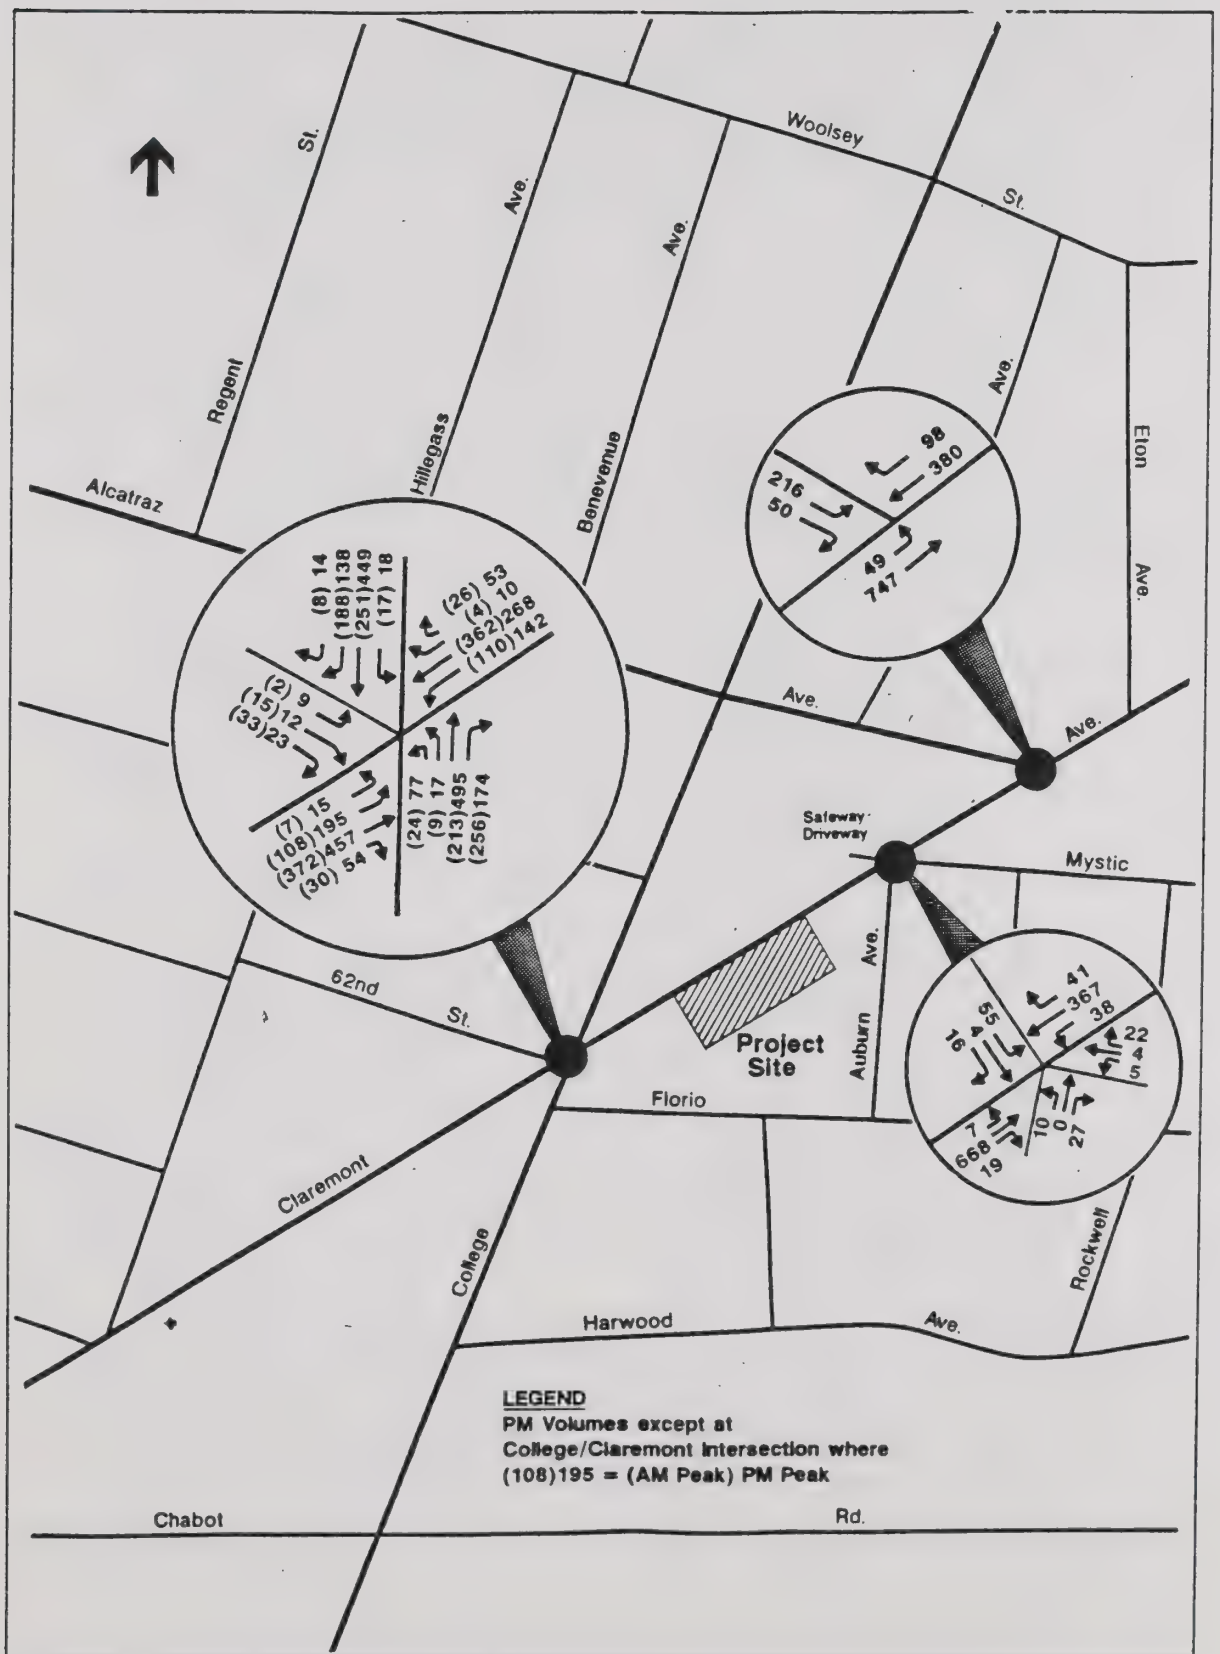 Woolsey
St.
St.
Ave.
Ave.
Ave.
Regent
Hillegass
Benevenue
Eton
Ave.
Alcatraz
98
380
216
50
49
747
(8) 14
(188)138
(251)449
(17) 18
(26) 53
(4) 10
(362)268
(110)142
(2) 9
(15)12
(33)23
(7) 15
(108)195
(372)457
(30) 54
(24) 77
(9) 17
(213)495
(256)174
Ave.
Ave.
Safeway
Driveway
Mystic
62nd
St.
Auburn
Ave.
Project
Site
41
367
38
55
4
16
22
4
5
7
668
19
10
0
27
Florio
Claremont
College
Rockwell
Harwood
Ave.
LEGEND
PM Volumes except at
College/Claremont Intersection where
(108)195 = (AM Peak) PM Peak
Chabot
Rd.